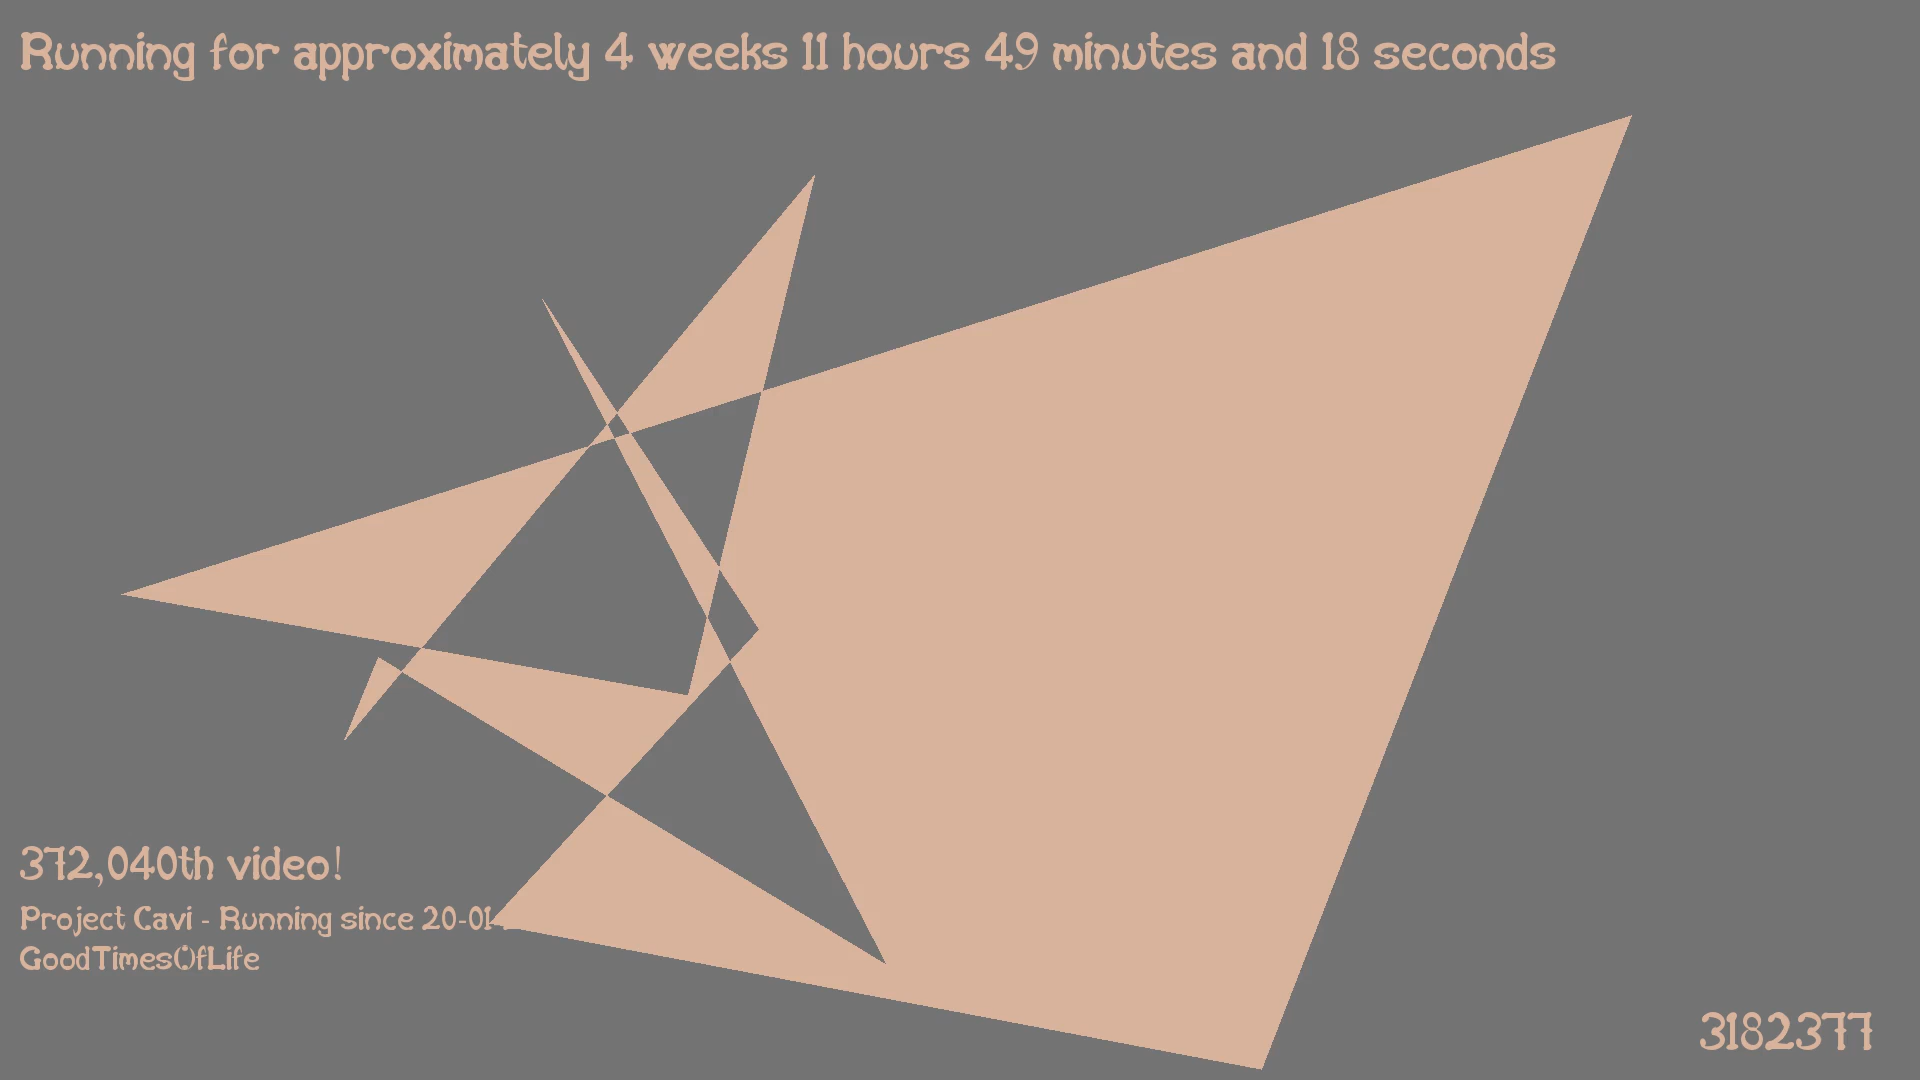 Running for approximately 4 weeks 11 hours 49 minutes and 18 seconds
372,040th video!
Project Cavi - Running since 20-01-
GoodTimesOfLife
3182377